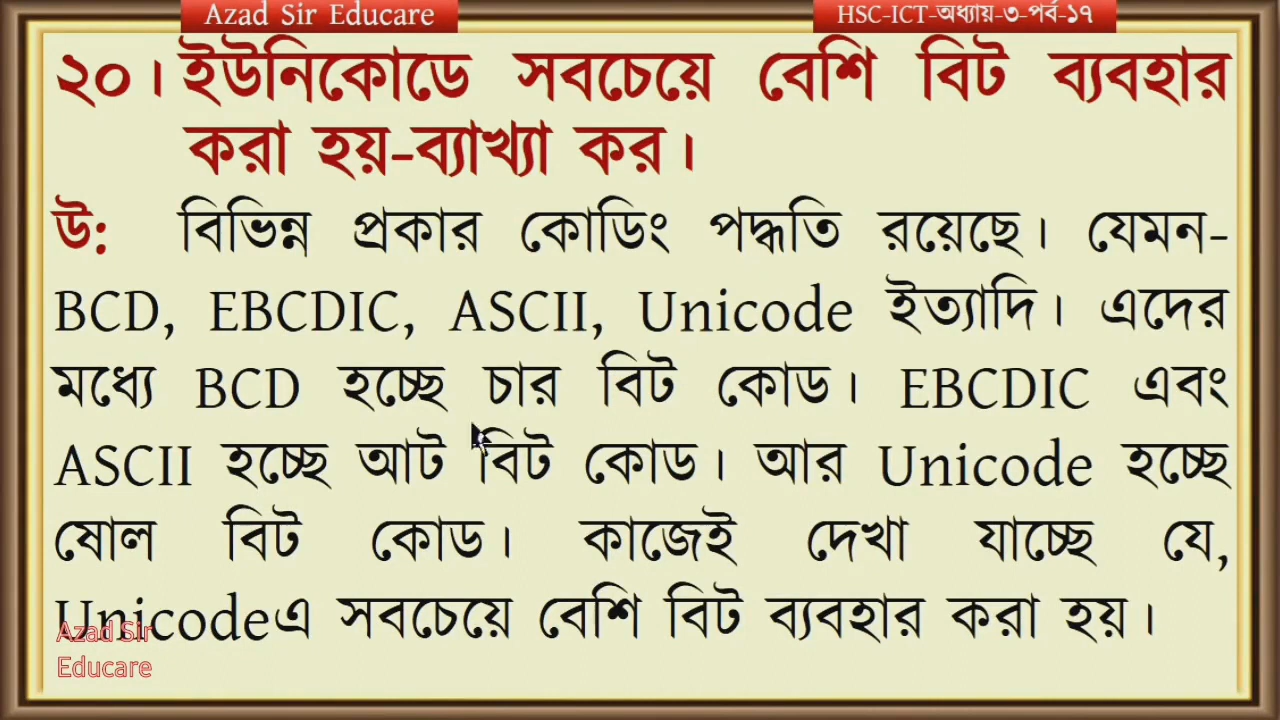 Azad Sir Educare
HSC-ICT-অধ্যায়-৩-পর্ব-১৭
২০। ইউনিকোডে সবচেয়ে বেশি বিট ব্যবহার
করা হয়-ব্যাখ্যা কর।
উ: বিভিন্ন প্রকার কোডিং পদ্ধতি রয়েছে। যেমন-
BCD, EBCDIC, ASCII, Unicode ইত্যাদি। এদের
মধ্যে BCD হচ্ছে চার বিট কোড। EBCDIC এবং
ASCII হচ্ছে আট বিট কোড। আর Unicode হচ্ছে
ষোল বিট কোড। কাজেই দেখা যাচ্ছে যে,
Unicodeএ সবচেয়ে বেশি বিট ব্যবহার করা হয়।
Azad Sir
Educare